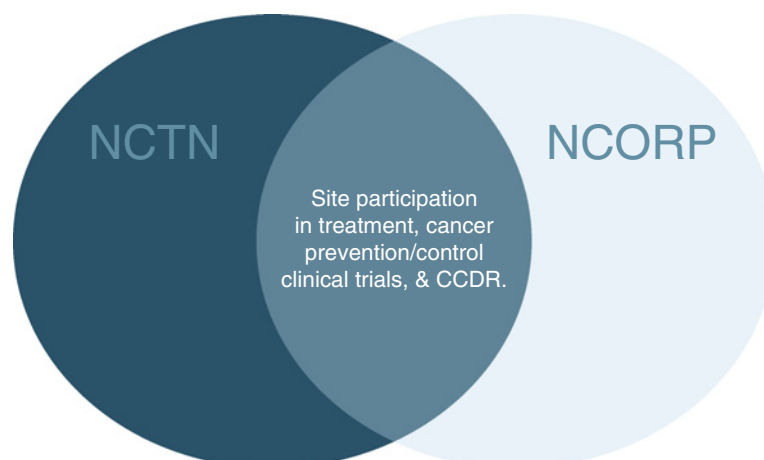 NCTN
NCORP
Site participation
in treatment, cancer
prevention/control
clinical trials, & CCDR.